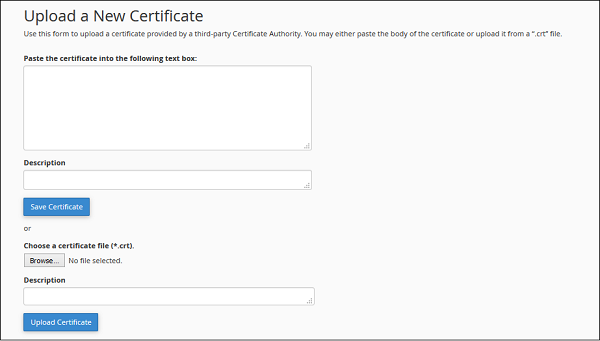 Upload a New Certificate
Use this form to upload a certificate provided by a third-party Certificate Authority. You may either paste the body of the certificate or upload it from a “.crt” file.
Paste the certificate into the following text box:
Description
Save Certificate
or
Choose a certificate file (*.crt).
Browse... No file selected.
Description
Upload Certificate